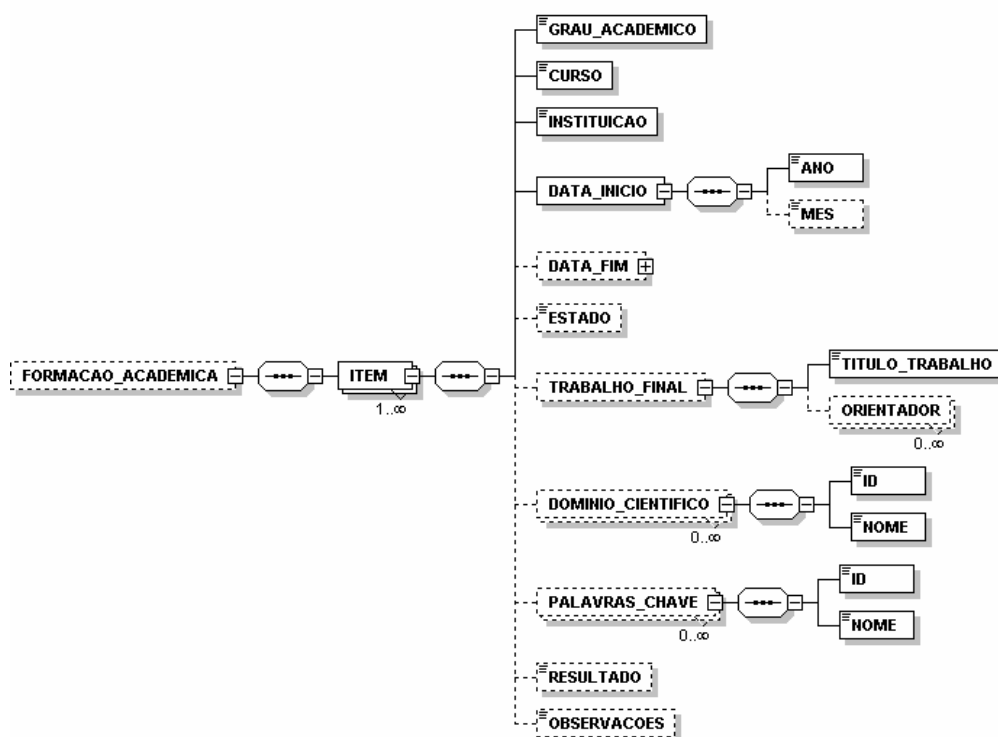 GRAU_ACADEMICO
CURSO
INSTITUICAO
DATA_INICIO
ANO
MES
DATA_FIM
ESTADO
FORMACAO_ACADEMICA
ITEM
1..∞
TRABALHO_FINAL
TITULO_TRABALHO
ORIENTADOR
0..∞
DOMINIO_CIENTIFICO
0..∞
ID
NOME
PALAVRAS_CHAVE
0..∞
ID
NOME
RESULTADO
OBSERVACOES